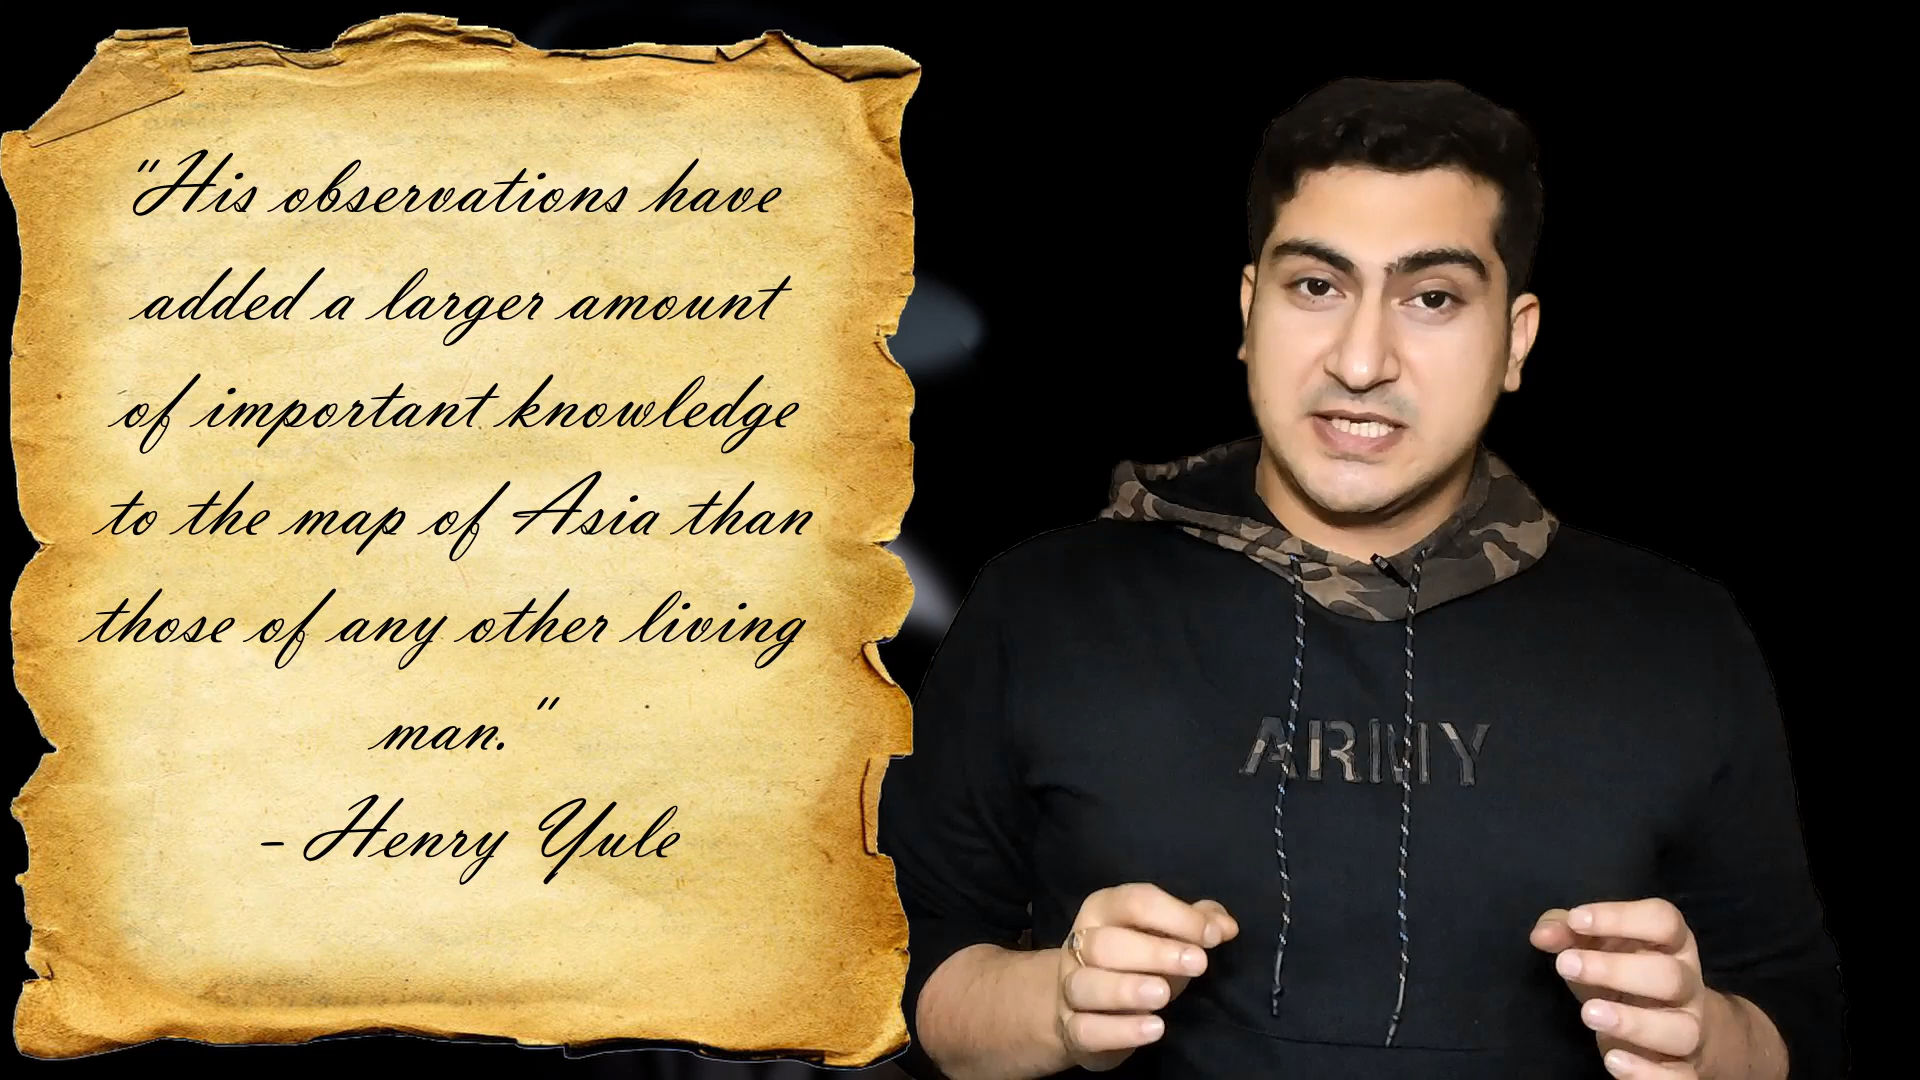 "His observations have
added a larger amount
of important knowledge
to the map of Asia than
those of any other living
man."
- Henry Yule
ARMY